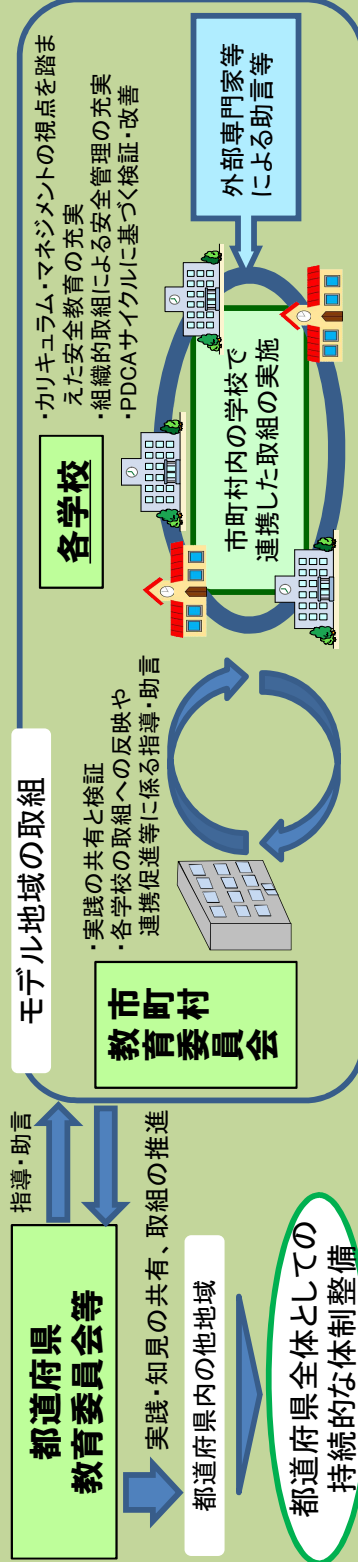 都道府県
教育委員会等
指導・助言
実践・知見の共有、取組の推進
都道府県内の他地域
都道府県全体としての
持続的な体制整備
モデル地域の取組
市町村
教育委員会
・実践の共有と検証
・各学校の取組への反映や
連携促進等に係る指導・助言
各学校
・カリキュラム・マネジメントの視点を踏ま
えた安全教育の充実
・組織的取組による安全管理の充実
・PDCAサイクルに基づく検証・改善
市町村内の学校で
連携した取組の実施
外部専門家等
による助言等